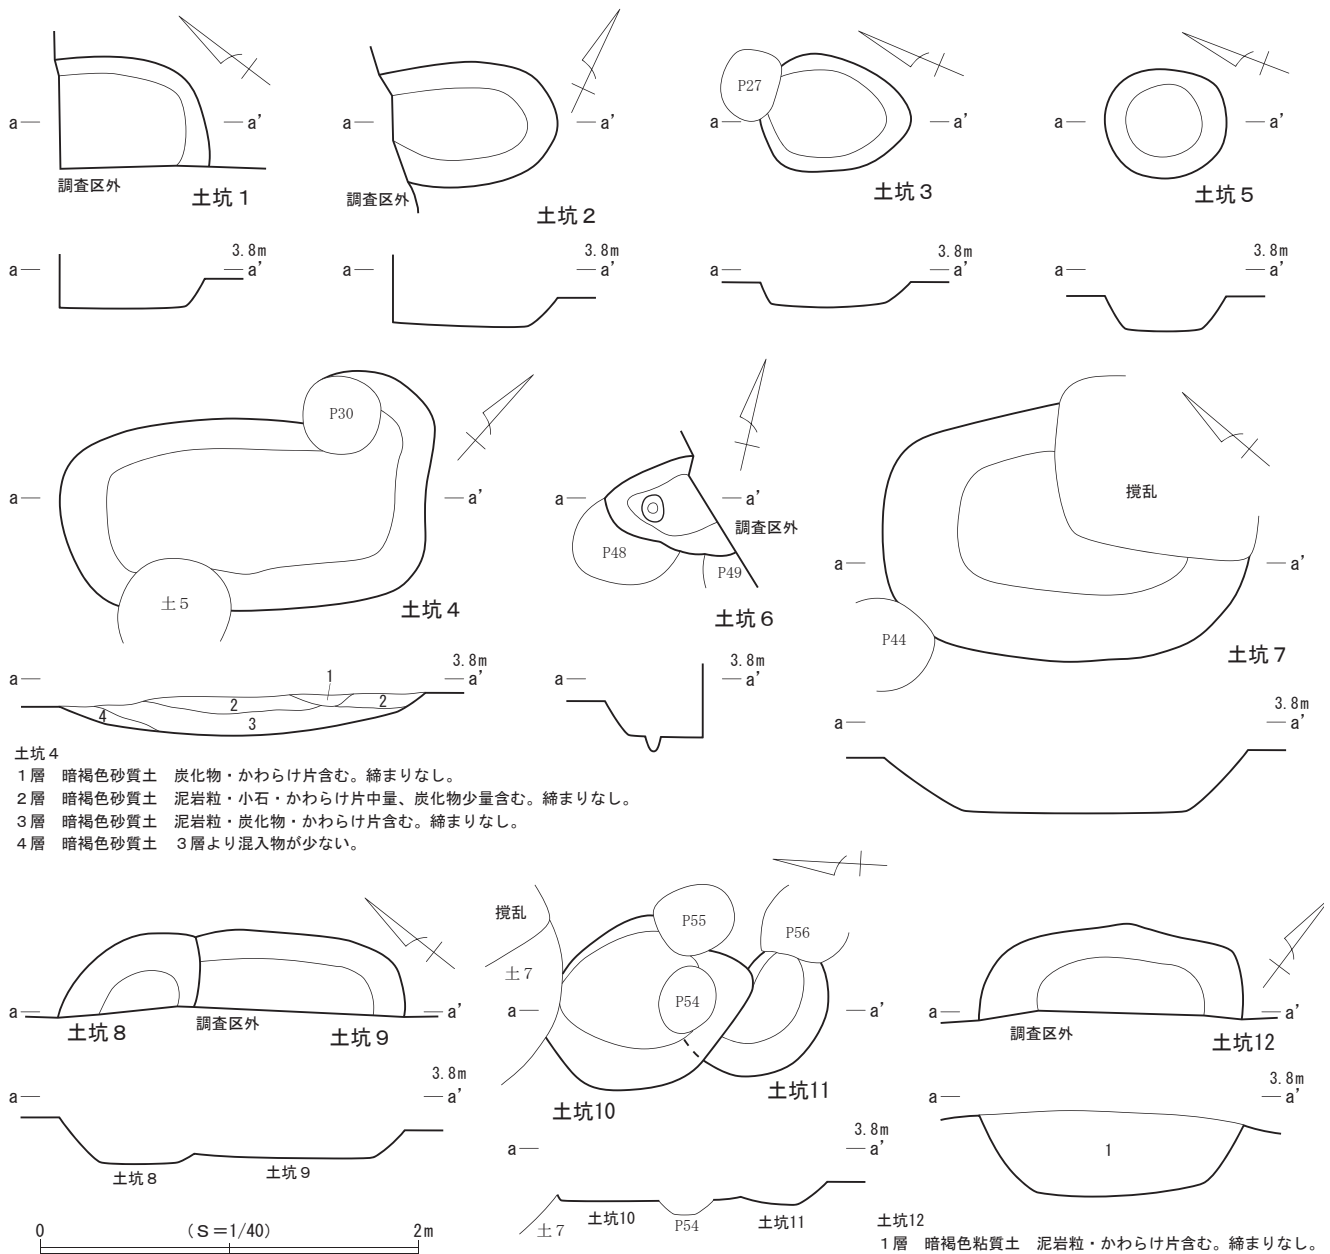 a a’
調査区外
土坑１
a a’
調査区外
土坑２
P27
a a’
土坑３
a a’
土坑５
3.8m
a a’
3.8m
a a’
3.8m
a a’
3.8m
a a’
P30
a a’
土５
土坑４
a a’
調査区外
P48
P49
土坑６
撹乱
a a’
P44
土坑７
3.8m
a a’
1
2
2
3
4
3.8m
a a’
3.8m
a a’
土坑４
１層　暗褐色砂質土　炭化物・かわらけ片含む。締まりなし。
２層　暗褐色砂質土　泥岩粒・小石・かわらけ片中量、炭化物少量含む。締まりなし。
３層　暗褐色砂質土　泥岩粒・炭化物・かわらけ片含む。締まりなし。
４層　暗褐色砂質土　３層より混入物が少ない。
a a’
土坑８
調査区外
土坑９
撹乱
P55
P56
土７
P54
a a’
土坑10
土坑11
a a’
調査区外
土坑12
3.8m
a a’
土坑８
土坑９
3.8m
a a’
土７
土坑10
P54
土坑11
3.8m
a a’
1
土坑12
１層　暗褐色粘質土　泥岩粒・かわらけ片含む。締まりなし。
0
（Ｓ＝1/40）
2m